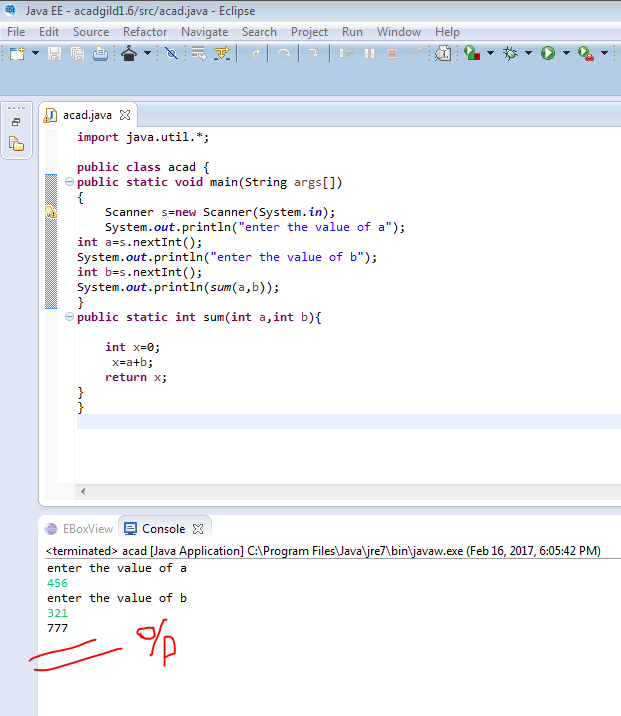 Java EE - acadgild1.6/src/acad.java - Eclipse
File Edit Source Refactor Navigate Search Project Run Window Help
acad.java
import java.util.*;
public class acad {
public static void main(String args[])
{
Scanner s=new Scanner(System.in);
System.out.println("enter the value of a");
int a=s.nextInt();
System.out.println("enter the value of b");
int b=s.nextInt();
System.out.println(sum(a,b));
}
public static int sum(int a,int b){
int x=0;
x=a+b;
return x;
}
}
EBoxView Console
<terminated> acad [Java Application] C:\Program Files\Java\jre7\bin\javaw.exe (Feb 16, 2017, 6:05:42 PM)
enter the value of a
456
enter the value of b
321
777
o/p